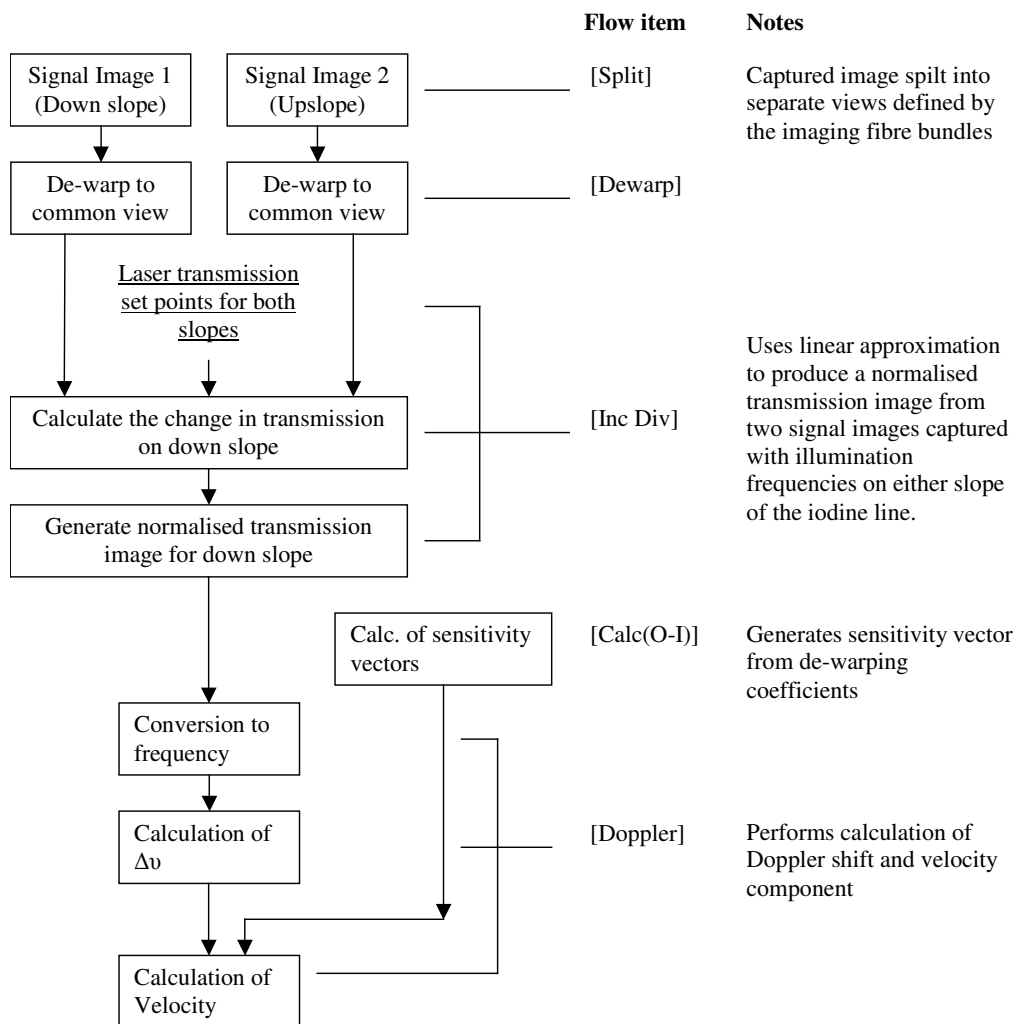 Flow item
Notes
Signal Image 1
(Down slope)
Signal Image 2
(Upslope)
[Split]
Captured image spilt into
separate views defined by
the imaging fibre bundles
De-warp to
common view
De-warp to
common view
[Dewarp]
Laser transmission
set points for both
slopes
Calculate the change in transmission
on down slope
Generate normalised transmission
image for down slope
[Inc Div]
Uses linear approximation
to produce a normalised
transmission image from
two signal images captured
with illumination
frequencies on either slope
of the iodine line.
Calc. of sensitivity
vectors
[Calc(O-I)]
Generates sensitivity vector
from de-warping
coefficients
Conversion to
frequency
Calculation of
Δυ
[Doppler]
Performs calculation of
Doppler shift and velocity
component
Calculation of
Velocity